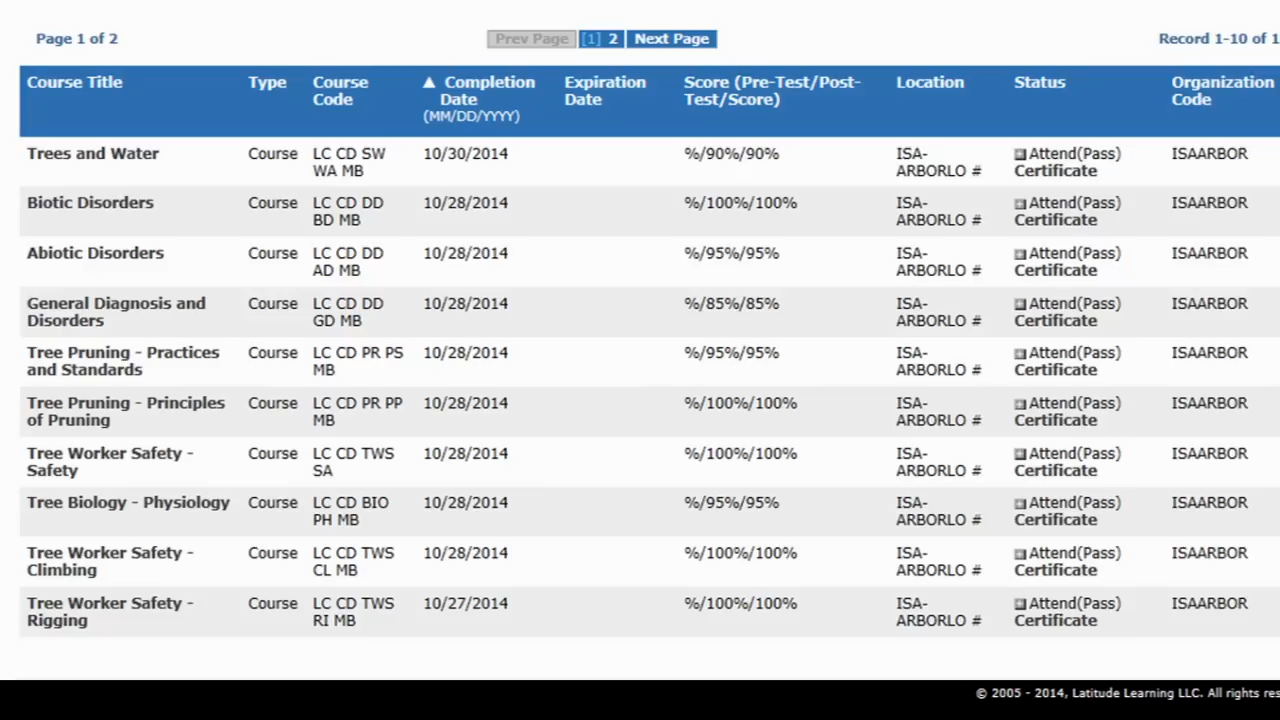 Page 1 of 2 Prev Page [1] 2 Next Page Record 1-10 of 1
Course Title Type Course Code ▲ Completion Date (MM/DD/YYYY) Expiration Date Score (Pre-Test/Post-Test/Score) Location Status Organization Code
Trees and Water Course LC CD SW WA MB 10/30/2014 %/90%/90% ISA-ARBORLO # Attend(Pass) Certificate ISAARBOR
Biotic Disorders Course LC CD DD BD MB 10/28/2014 %/100%/100% ISA-ARBORLO # Attend(Pass) Certificate ISAARBOR
Abiotic Disorders Course LC CD DD AD MB 10/28/2014 %/95%/95% ISA-ARBORLO # Attend(Pass) Certificate ISAARBOR
General Diagnosis and Disorders Course LC CD DD GD MB 10/28/2014 %/85%/85% ISA-ARBORLO # Attend(Pass) Certificate ISAARBOR
Tree Pruning - Practices and Standards Course LC CD PR PS MB 10/28/2014 %/95%/95% ISA-ARBORLO # Attend(Pass) Certificate ISAARBOR
Tree Pruning - Principles of Pruning Course LC CD PR PP MB 10/28/2014 %/100%/100% ISA-ARBORLO # Attend(Pass) Certificate ISAARBOR
Tree Worker Safety - Safety Course LC CD TWS SA 10/28/2014 %/100%/100% ISA-ARBORLO # Attend(Pass) Certificate ISAARBOR
Tree Biology - Physiology Course LC CD BIO PH MB 10/28/2014 %/95%/95% ISA-ARBORLO # Attend(Pass) Certificate ISAARBOR
Tree Worker Safety - Climbing Course LC CD TWS CL MB 10/28/2014 %/100%/100% ISA-ARBORLO # Attend(Pass) Certificate ISAARBOR
Tree Worker Safety - Rigging Course LC CD TWS RI MB 10/27/2014 %/100%/100% ISA-ARBORLO # Attend(Pass) Certificate ISAARBOR
© 2005 - 2014, Latitude Learning LLC. All rights res